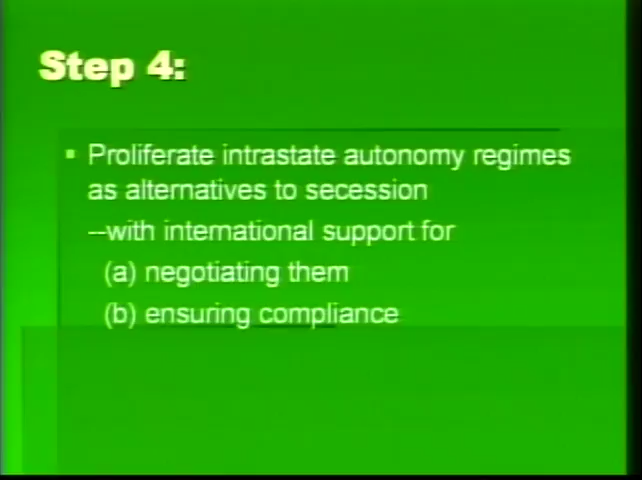 Step 4:
▪ Proliferate intrastate autonomy regimes
as alternatives to secession
–with international support for
(a) negotiating them
(b) ensuring compliance